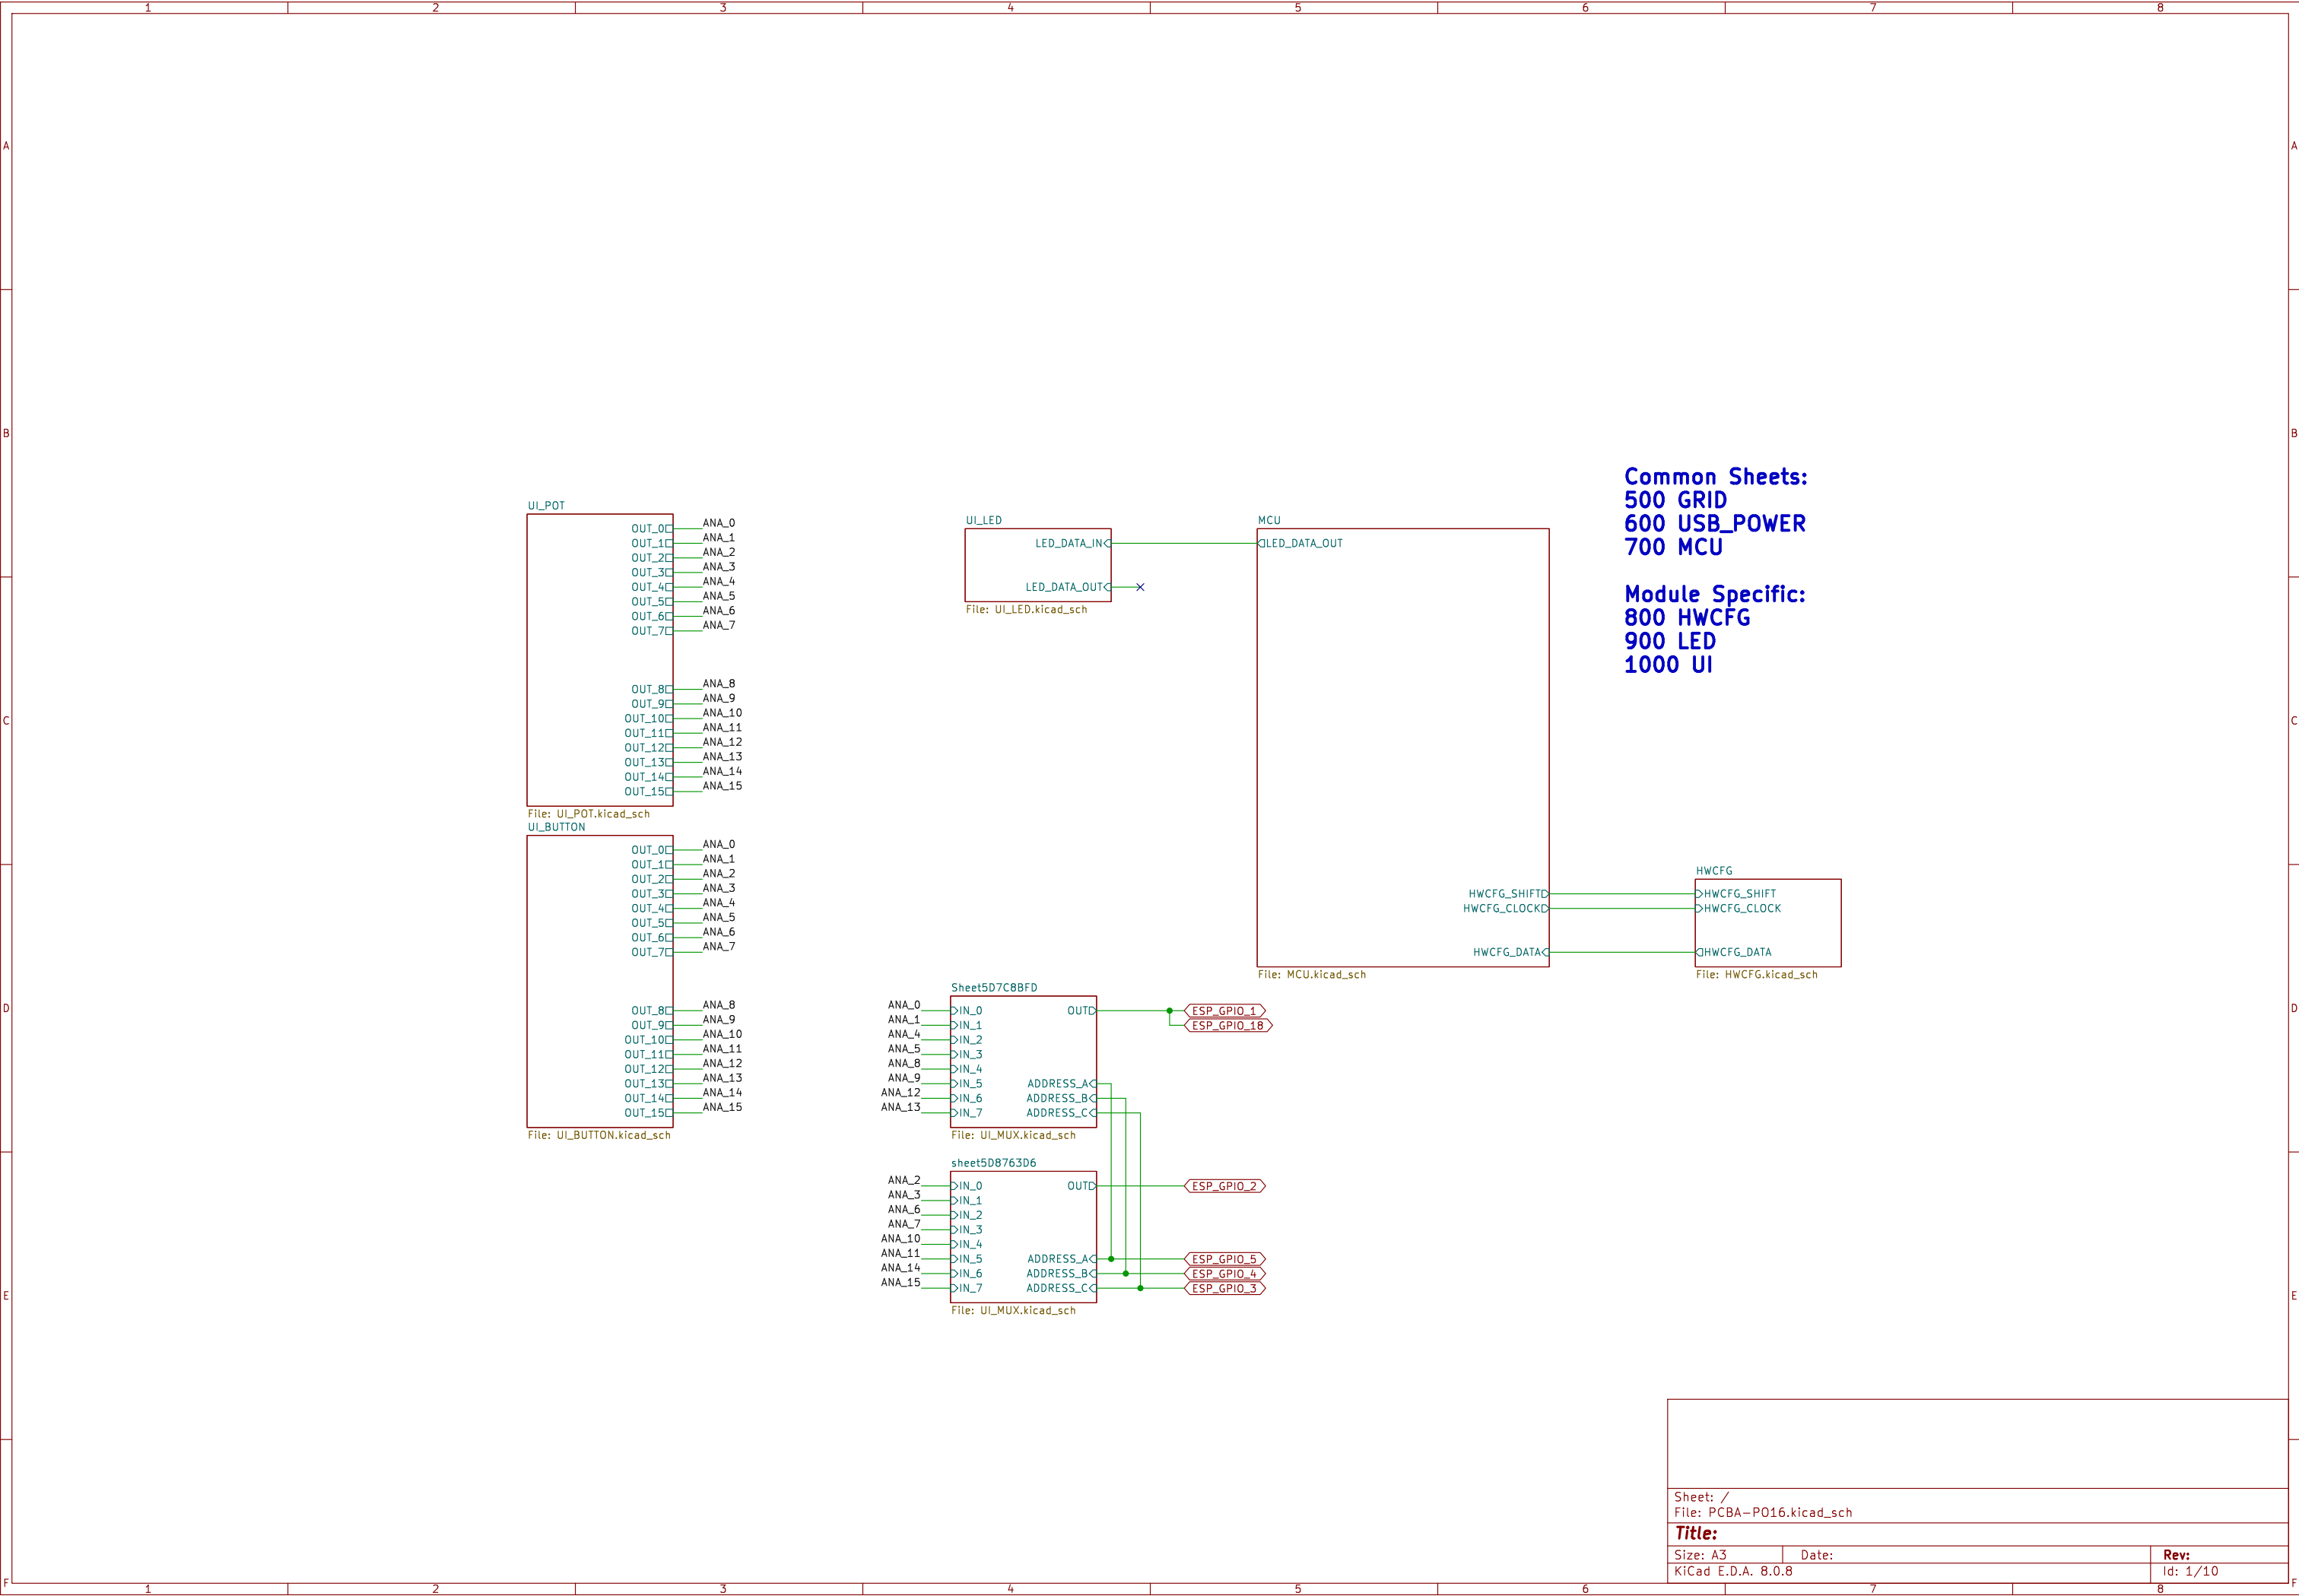 1 2 3 4 5 6 7 8
A A
B B
Common Sheets:
500 GRID
600 USB_POWER
700 MCU
Module Specific:
800 HWCFG
900 LED
1000 UI
UI_POT
OUT_0 ANA_0
OUT_1 ANA_1
OUT_2 ANA_2
OUT_3 ANA_3
OUT_4 ANA_4
OUT_5 ANA_5
OUT_6 ANA_6
OUT_7 ANA_7
OUT_8 ANA_8
OUT_9 ANA_9
OUT_10 ANA_10
OUT_11 ANA_11
OUT_12 ANA_12
OUT_13 ANA_13
OUT_14 ANA_14
OUT_15 ANA_15
File: UI_POT.kicad_sch
UI_LED
LED_DATA_IN
LED_DATA_OUT
File: UI_LED.kicad_sch
MCU
LED_DATA_OUT
HWCFG_SHIFT
HWCFG_CLOCK
HWCFG_DATA
File: MCU.kicad_sch
C C
HWCFG
HWCFG_SHIFT
HWCFG_CLOCK
HWCFG_DATA
File: HWCFG.kicad_sch
UI_BUTTON
OUT_0 ANA_0
OUT_1 ANA_1
OUT_2 ANA_2
OUT_3 ANA_3
OUT_4 ANA_4
OUT_5 ANA_5
OUT_6 ANA_6
OUT_7 ANA_7
OUT_8 ANA_8
OUT_9 ANA_9
OUT_10 ANA_10
OUT_11 ANA_11
OUT_12 ANA_12
OUT_13 ANA_13
OUT_14 ANA_14
OUT_15 ANA_15
File: UI_BUTTON.kicad_sch
D D
Sheet5D7C8BFD
ANA_0 IN_0 OUT ESP_GPIO_1
ANA_1 IN_1 ESP_GPIO_18
ANA_4 IN_2
ANA_5 IN_3
ANA_8 IN_4
ANA_9 IN_5 ADDRESS_A
ANA_12 IN_6 ADDRESS_B
ANA_13 IN_7 ADDRESS_C
File: UI_MUX.kicad_sch
sheet5D8763D6
ANA_2 IN_0 OUT ESP_GPIO_2
ANA_3 IN_1
ANA_6 IN_2
ANA_7 IN_3
ANA_10 IN_4
ANA_11 IN_5 ADDRESS_A ESP_GPIO_5
ANA_14 IN_6 ADDRESS_B ESP_GPIO_4
ANA_15 IN_7 ADDRESS_C ESP_GPIO_3
File: UI_MUX.kicad_sch
E E
Sheet: /
File: PCBA-PO16.kicad_sch
Title:
Size: A3 Date: Rev:
KiCad E.D.A. 8.0.8 Id: 1/10
F F
1 2 3 4 5 6 7 8